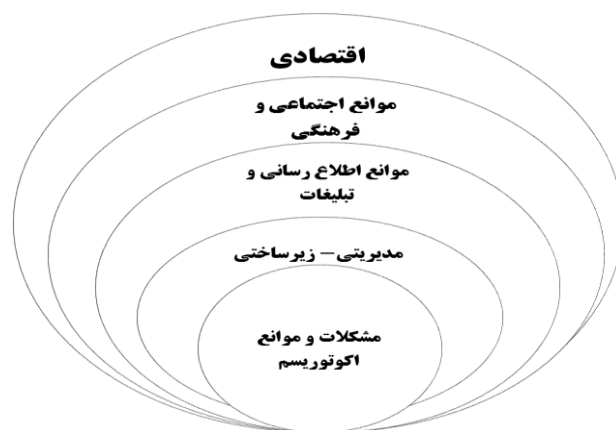 اقتصادی
موانع اجتماعی و
فرهنگی
موانع اطلاع رسانی و
تبلیغات
مدیریتی – زیرساختی
مشکلات و موانع
اکوتوریسم